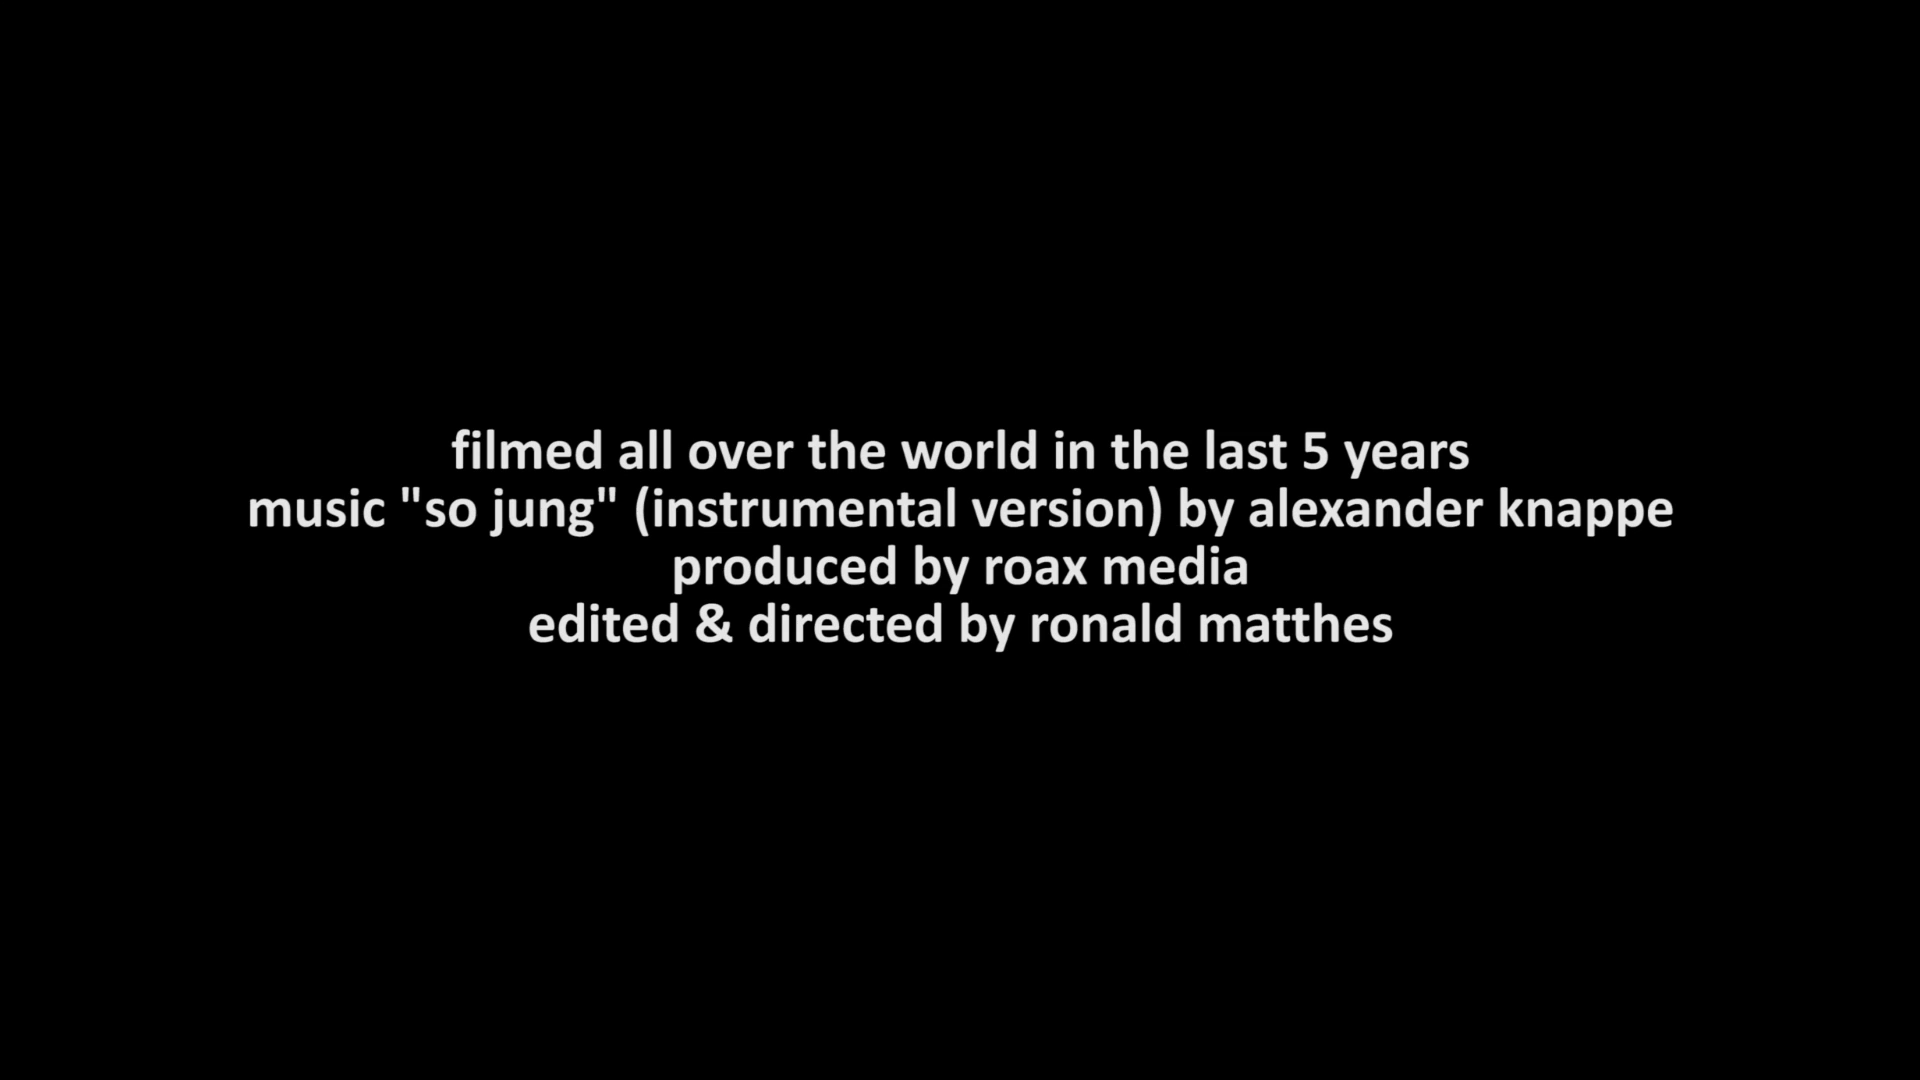 filmed all over the world in the last 5 years
music "so jung" (instrumental version) by alexander knappe
produced by roax media
edited & directed by ronald matthes